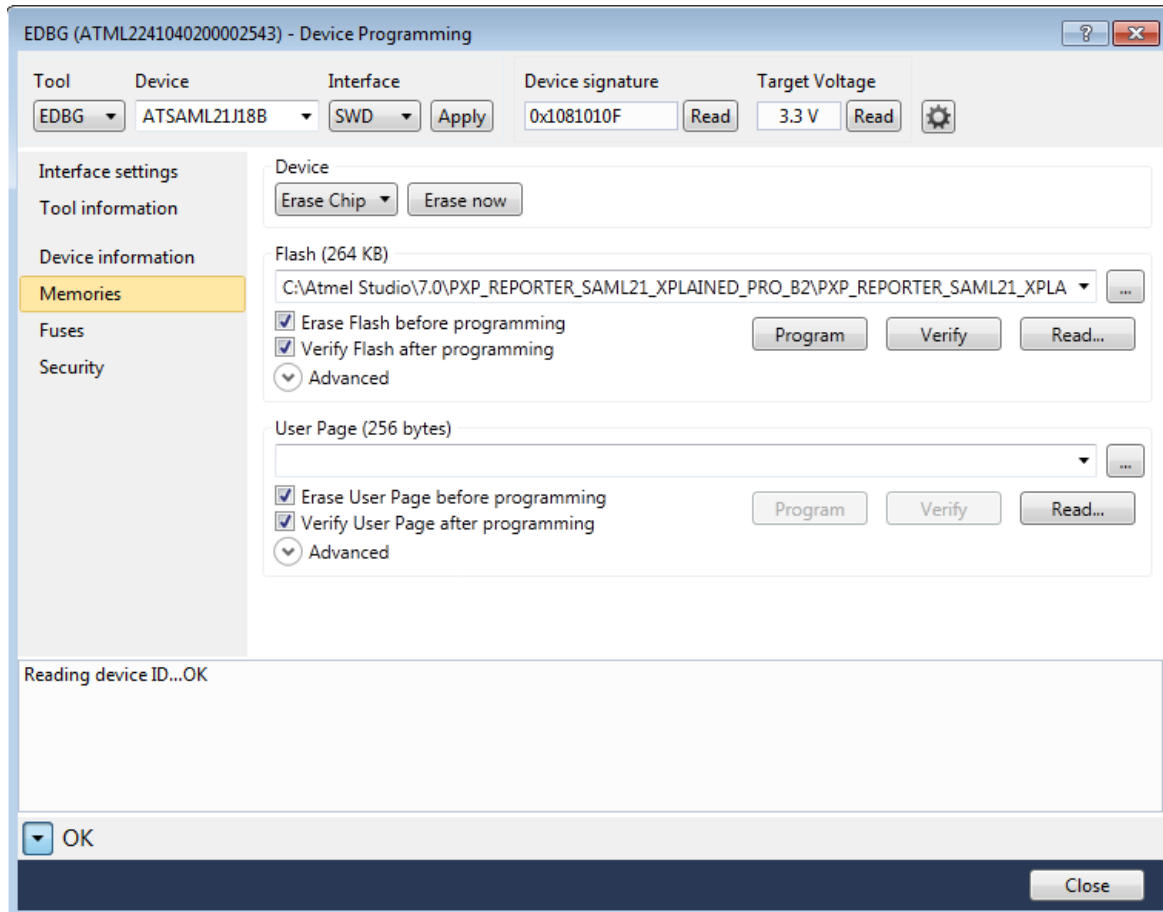 EDBG (ATML2241040200002543) - Device Programming
Tool Device Interface Device signature Target Voltage
EDBG ATSAML21J18B SWD Apply 0x1081010F Read 3.3 V Read
Interface settings
Tool information
Device information
Memories
Fuses
Security
Device
Erase Chip Erase now
Flash (264 KB)
C:\Atmel Studio\7.0\PXP_REPORTER_SAML21_XPLAINED_PRO_B2\PXP_REPORTER_SAML21_XPLA ...
Erase Flash before programming
Verify Flash after programming
Program Verify Read...
Advanced
User Page (256 bytes)
...
Erase User Page before programming
Verify User Page after programming
Program Verify Read...
Advanced
Reading device ID...OK
OK
Close